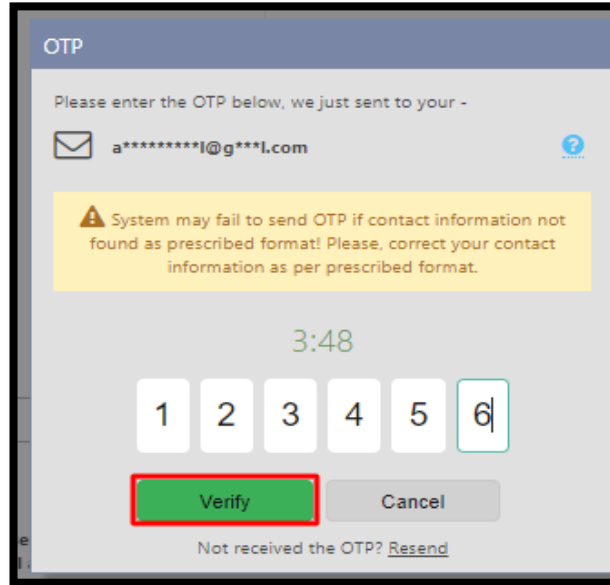 OTP
Please enter the OTP below, we just sent to your -
a*********l@g***l.com
?
System may fail to send OTP if contact information not
found as prescribed format! Please, correct your contact
information as per prescribed format.
3:48
1 2 3 4 5 6
Verify Cancel
Not received the OTP? Resend